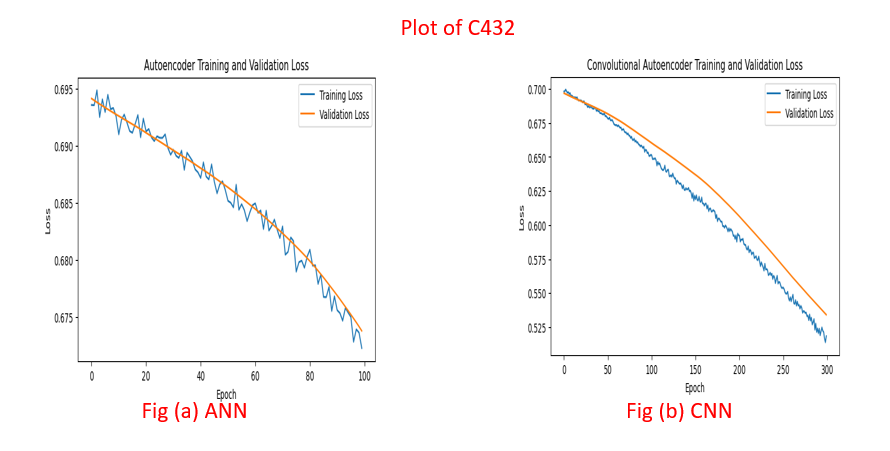 Plot of C432
Autoencoder Training and Validation Loss
0.695
0.690
0.685
0.680
0.675
Loss
Training Loss
Validation Loss
0
20
40
60
80
100
Epoch
Fig (a) ANN
Convolutional Autoencoder Training and Validation Loss
0.700
0.675
0.650
0.625
0.600
0.575
0.550
0.525
Loss
Training Loss
Validation Loss
0
50
100
150
200
250
300
Epoch
Fig (b) CNN